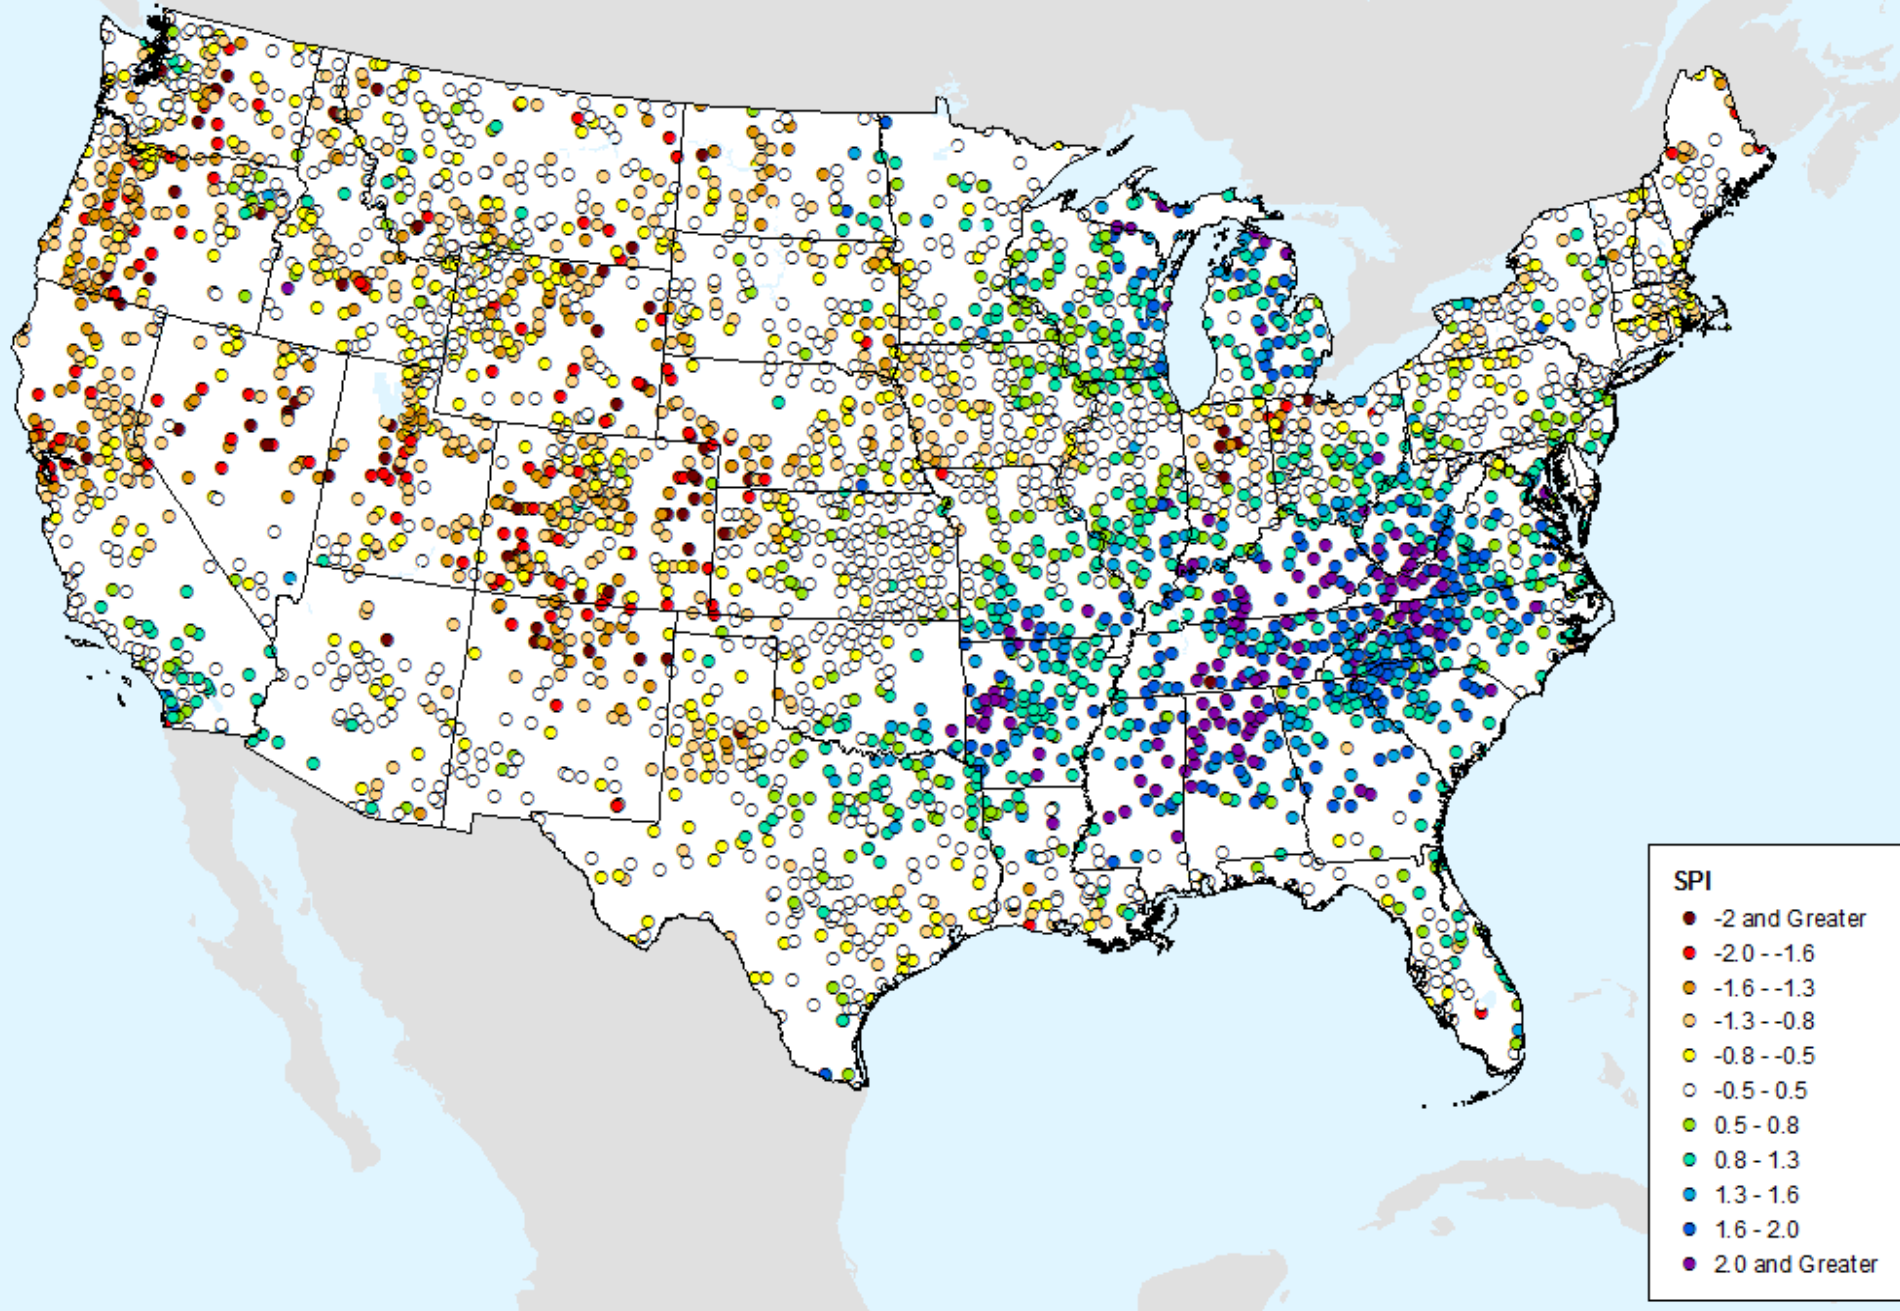 SPI
-2 and Greater
-2.0 - -1.6
-1.6 - -1.3
-1.3 - -0.8
-0.8 - -0.5
-0.5 - 0.5
0.5 - 0.8
0.8 - 1.3
1.3 - 1.6
1.6 - 2.0
2.0 and Greater